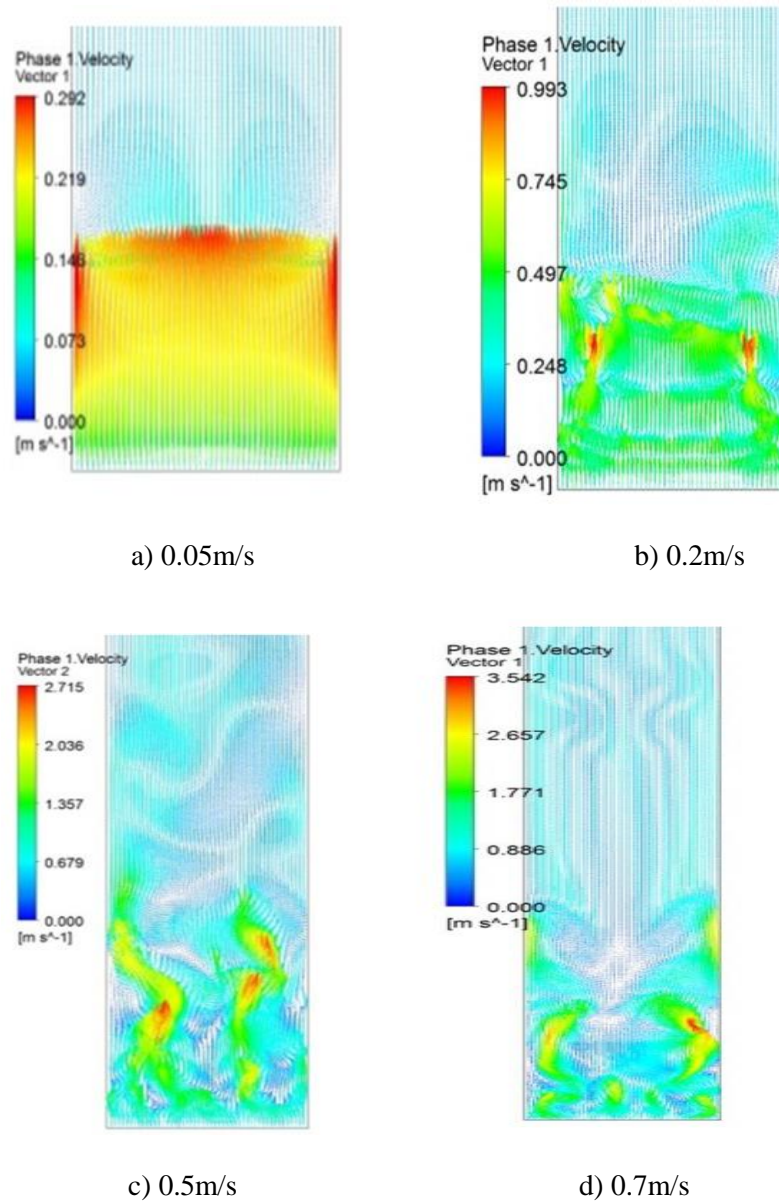 Phase 1.Velocity
Vector 1
0.292
0.219
0.146
0.073
0.000
[m s^-1]
a) 0.05m/s
Phase 1.Velocity
Vector 1
0.993
0.745
0.497
0.248
0.000
[m s^-1]
b) 0.2m/s
Phase 1.Velocity
Vector 2
2.715
2.036
1.357
0.679
0.000
[m s^-1]
c) 0.5m/s
Phase 1.Velocity
Vector 1
3.542
2.657
1.771
0.886
0.000
[m s^-1]
d) 0.7m/s